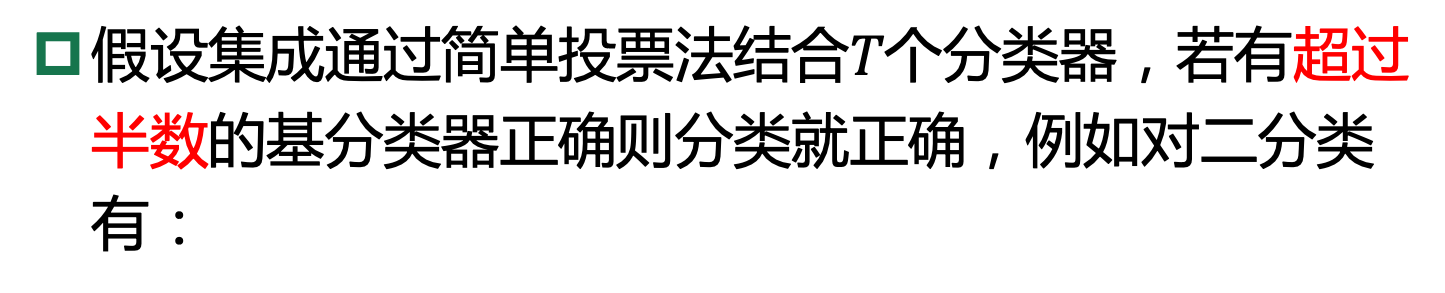 假设集成通过简单投票法结合T个分类器，若有超过
半数的基分类器正确则分类就正确，例如对二分类
有：